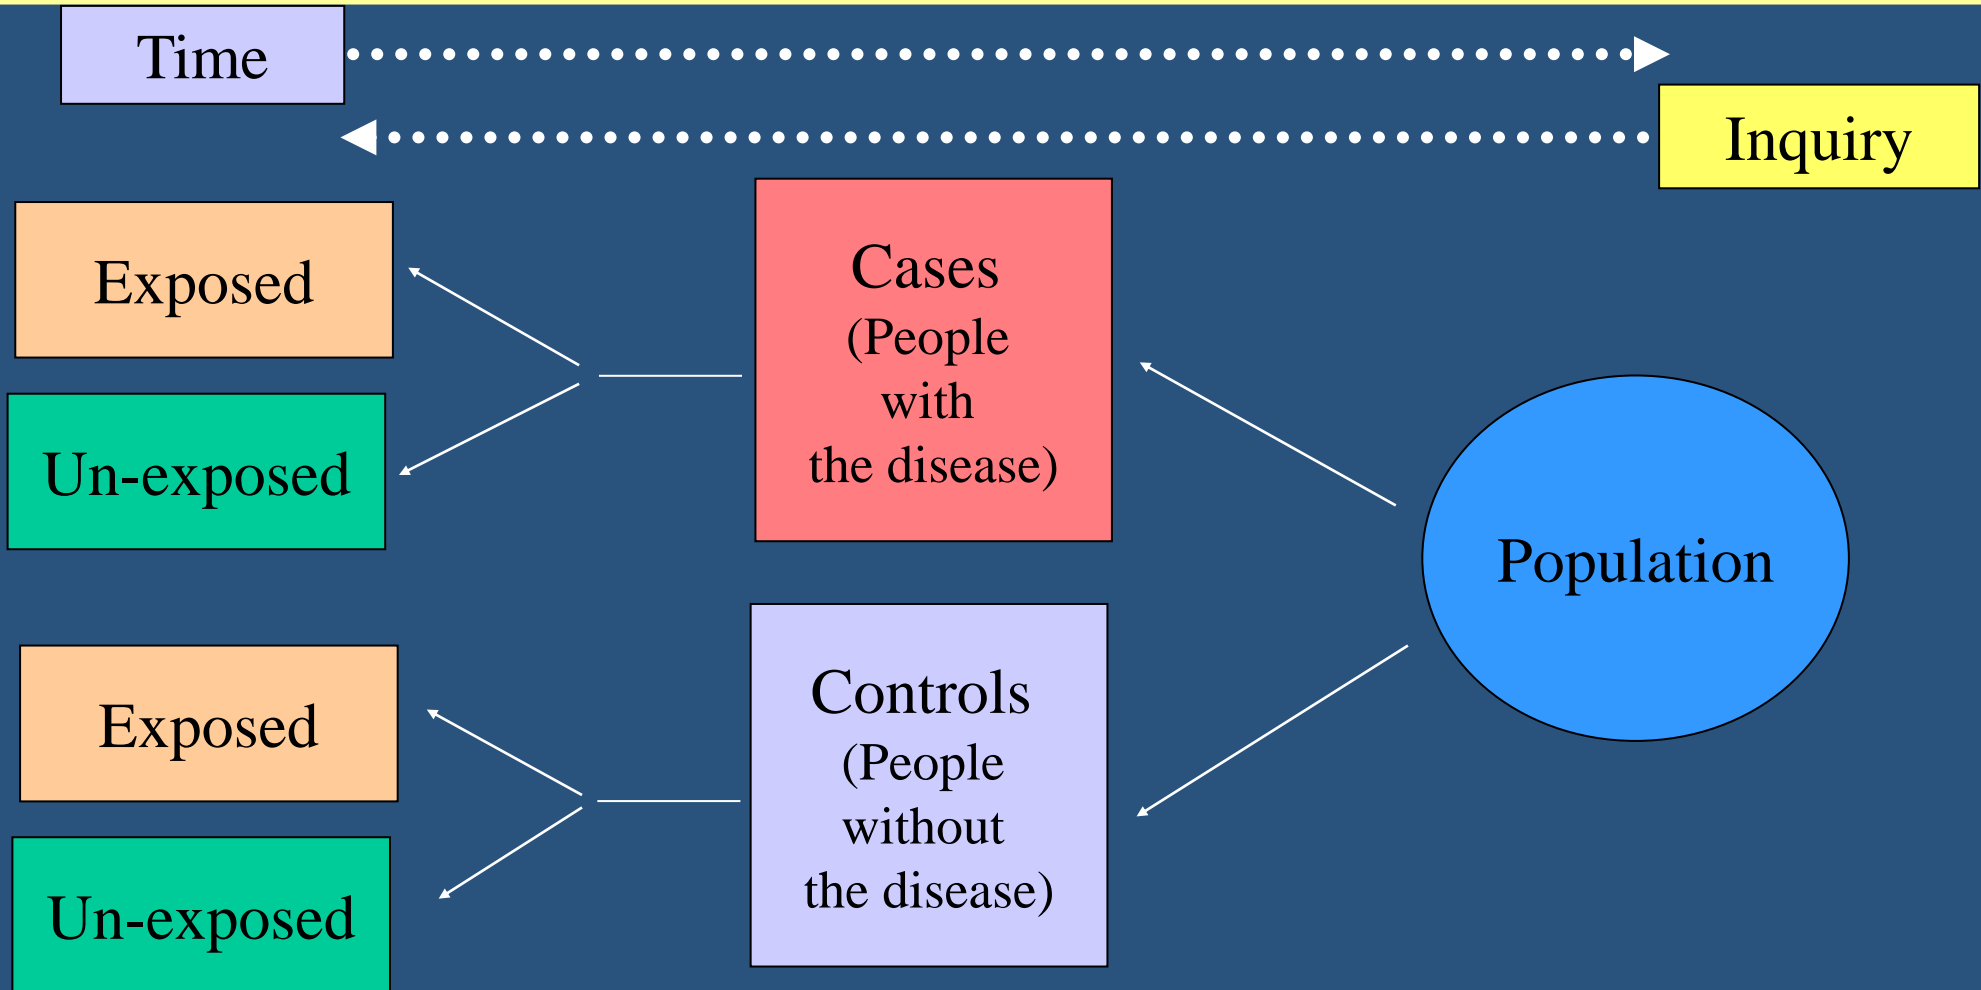 Time
Inquiry
Exposed
Un-exposed
Cases
(People
with
the disease)
Population
Exposed
Un-exposed
Controls
(People
without
the disease)